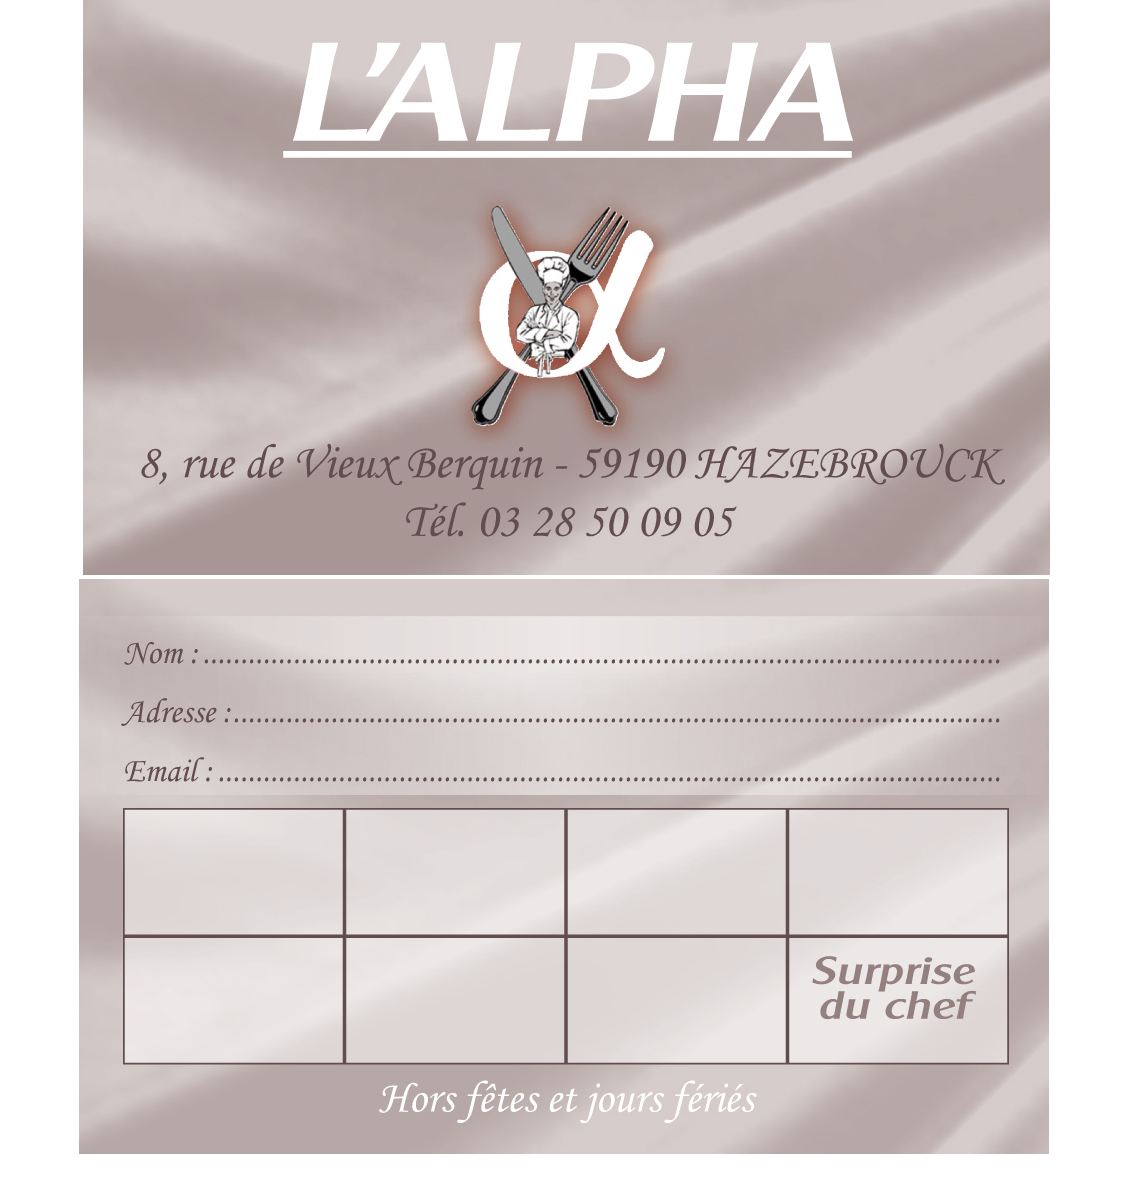 L'ALPHA
α
8, rue de Vieux Berquin - 59190 HAZEBROUCK
Tél. 03 28 50 09 05
Nom : ..........................................................................................................
Adresse : ......................................................................................................
Email : ........................................................................................................
Surprise
du chef
Hors fêtes et jours fériés